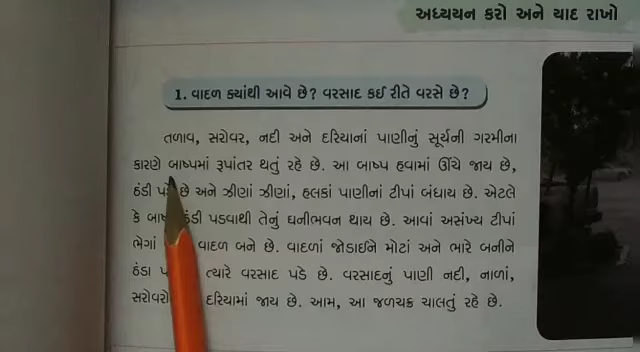 અધ્યયન કરો અને યાદ રાખો
1. વાદળ ક્યાંથી આવે છે? વરસાદ કઈ રીતે વરસે છે?
તળાવ, સરોવર, નદી અને દરિયાનાં પાણીનું સૂર્યની ગરમીના
કારણે બાષ્પમાં રૂપાંતર થતું રહે છે. આ બાષ્પ હવામાં ઊંચે જાય છે,
ઠંડી છે અને ઝીણાં ઝીણાં, હલકાં પાણીનાં ટીપાં બંધાય છે. એટલે
કે ઠંડી પડવાથી તેનું ઘનીભવન થાય છે. આવાં અસંખ્ય ટીપાં
ભેગાં વાદળ બને છે. વાદળાં જોડાઈને મોટાં અને ભારે બનીને
ઠંડા ત્યારે વરસાદ પડે છે. વરસાદનું પાણી નદી, નાળાં,
દરિયામાં જાય છે. આમ, આ જળચક્ર ચાલતું રહે છે.